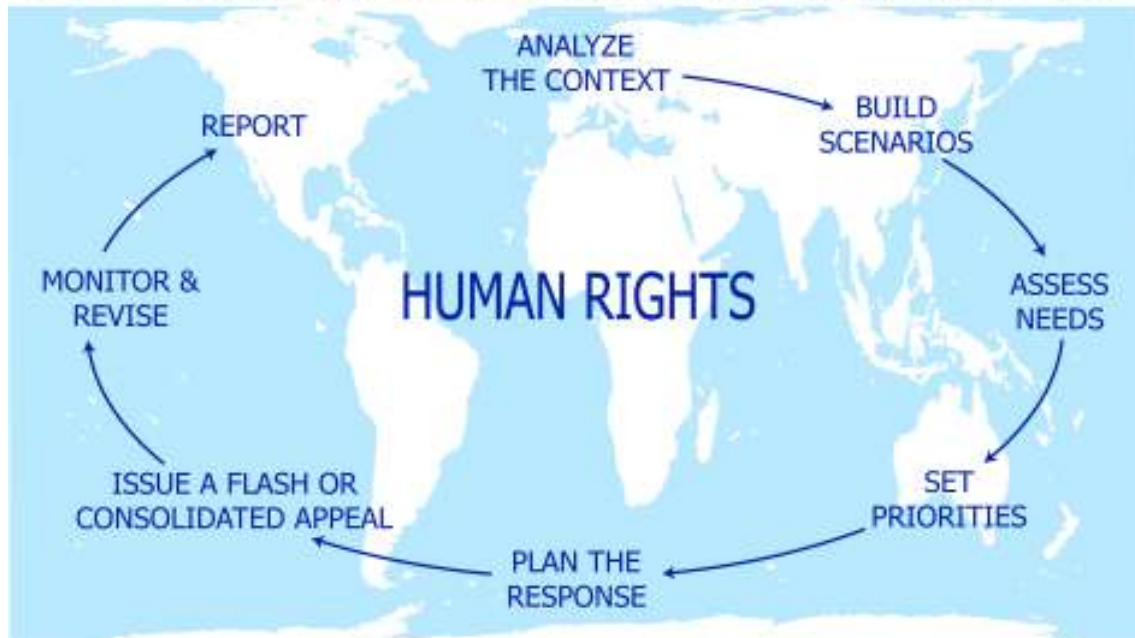 ANALYZE
THE CONTEXT
BUILD
SCENARIOS
ASSESS
NEEDS
SET
PRIORITIES
PLAN THE
RESPONSE
ISSUE A FLASH OR
CONSOLIDATED APPEAL
MONITOR &
REVISE
REPORT
HUMAN RIGHTS